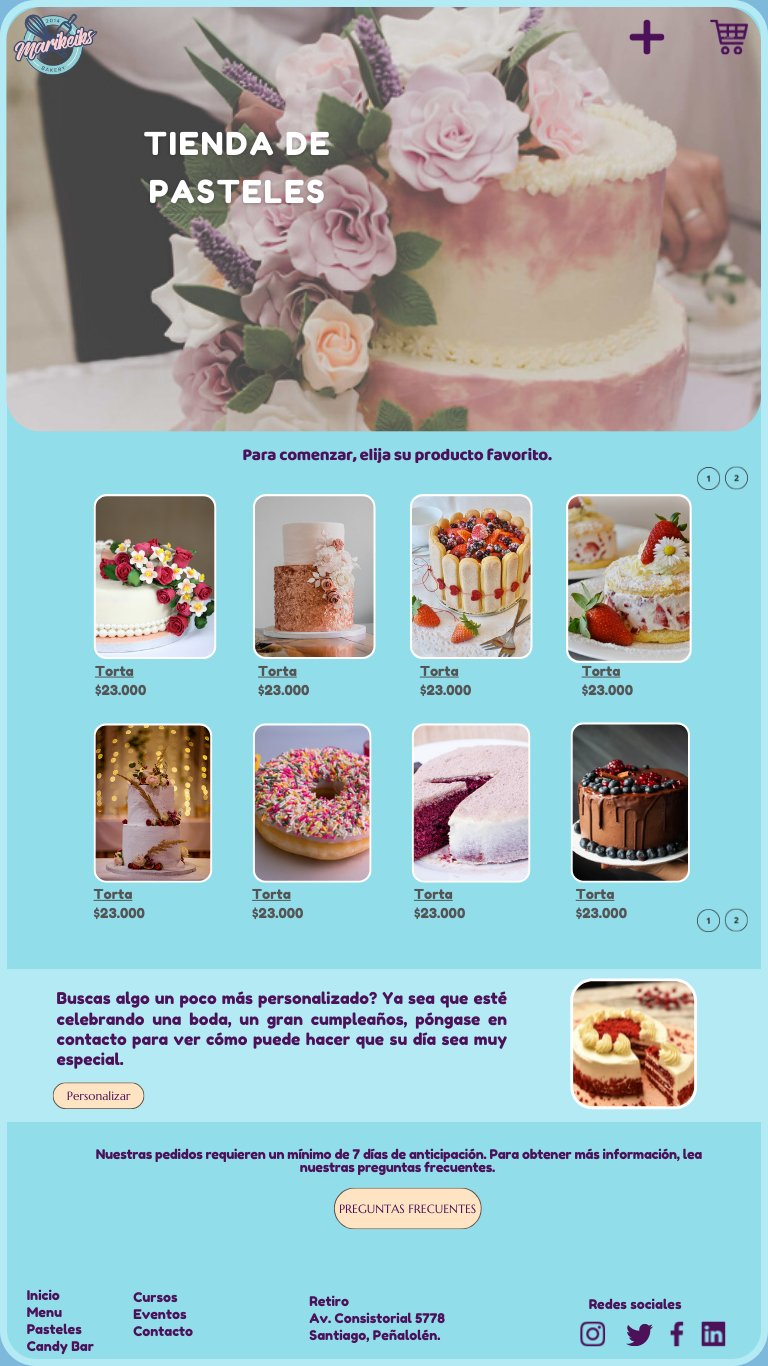 2014
Marikeiks
BAKERY
TIENDA DE
PASTELES
Para comenzar, elija su producto favorito.
1 2
Torta Torta Torta Torta
$23.000 $23.000 $23.000 $23.000
Torta Torta Torta Torta
$23.000 $23.000 $23.000 $23.000
1 2
Buscas algo un poco más personalizado? Ya sea que esté
celebrando una boda, un gran cumpleaños, póngase en
contacto para ver cómo puede hacer que su día sea muy
especial.
Personalizar
Nuestras pedidos requieren un mínimo de 7 días de anticipación. Para obtener más información, lea
nuestras preguntas frecuentes.
PREGUNTAS FRECUENTES
Inicio
Menu
Pasteles
Candy Bar
Cursos
Eventos
Contacto
Retiro
Av. Consistorial 5778
Santiago, Peñalolén.
Redes sociales